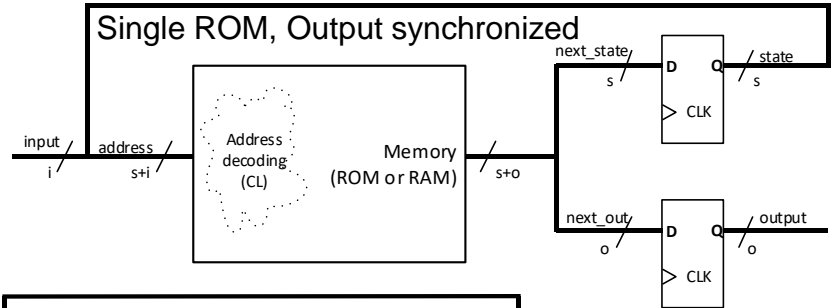 Single ROM, Output synchronized
next_state
s
D
Q
state
s
CLK
input
i
address
s+i
Address
decoding
(CL)
Memory
(ROM or RAM)
s+o
next_out
o
D
Q
output
o
CLK